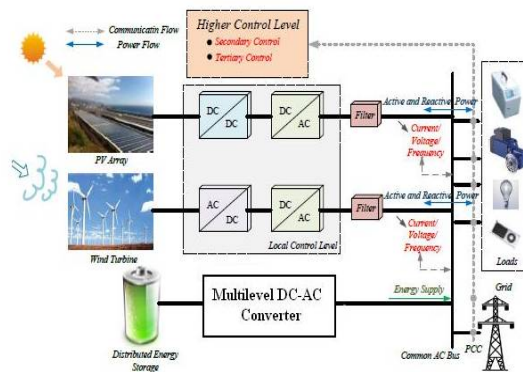 Communicatin Flow
Power Flow
Higher Control Level
Secondary Control
Tertiary Control
PV Array
DC
DC
DC
AC
Filter
Active and Reactive Power
Current/
Voltage/
Frequency
Loads
Wind Turbine
AC
DC
DC
AC
Local Control Level
Filter
Active and Reactive Power
Current/
Voltage/
Frequency
Distributed Energy
Storage
Multilevel DC-AC
Converter
Energy Supply
Common AC Bus
PCC
Grid